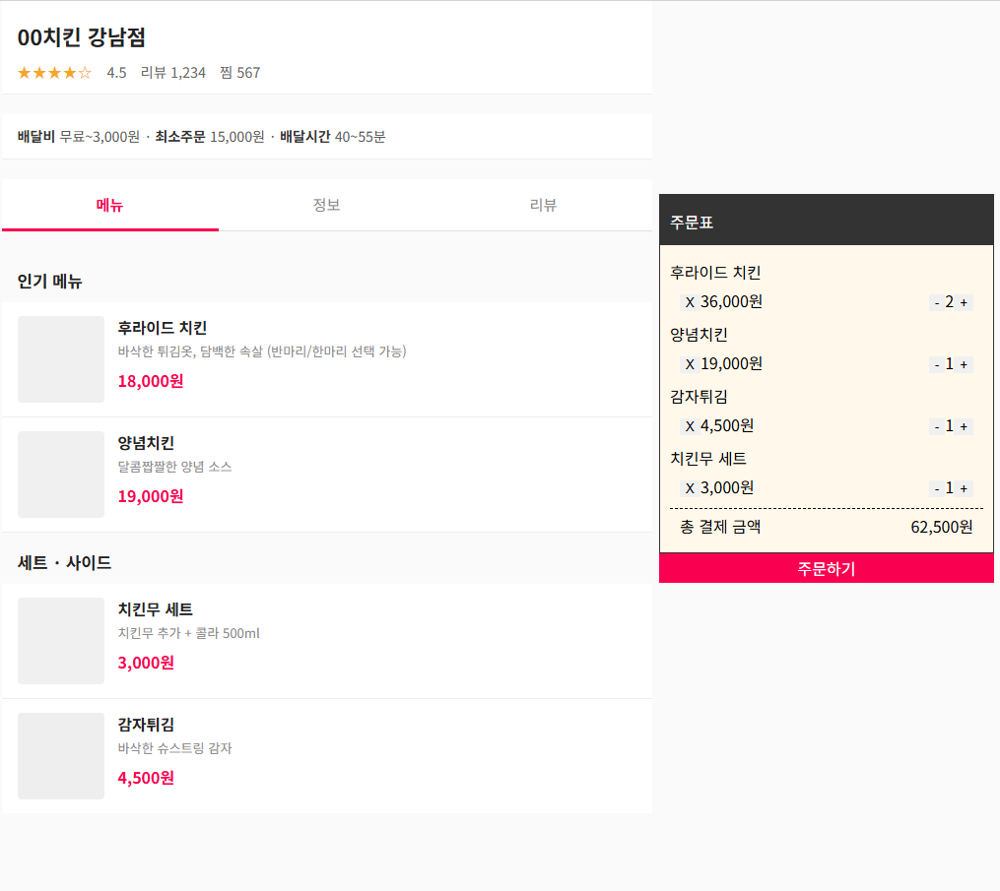 00치킨 강남점
★★★★☆ 4.5 리뷰 1,234 찜 567
배달비 무료~3,000원 · 최소주문 15,000원 · 배달시간 40~55분
메뉴 정보 리뷰
인기 메뉴
후라이드 치킨
바삭한 튀김옷, 담백한 속살 (반마리/한마리 선택 가능)
18,000원
양념치킨
달콤짭짤한 양념 소스
19,000원
세트 · 사이드
치킨무 세트
치킨무 추가 + 콜라 500ml
3,000원
감자튀김
바삭한 슈스트링 감자
4,500원
주문표
후라이드 치킨
X 36,000원 - 2 +
양념치킨
X 19,000원 - 1 +
감자튀김
X 4,500원 - 1 +
치킨무 세트
X 3,000원 - 1 +
총 결제 금액 62,500원
주문하기